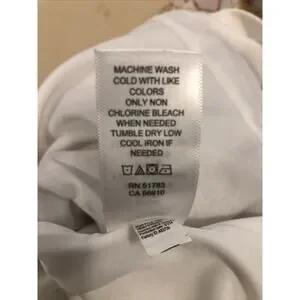 MACHINE WASH
COLD WITH LIKE
COLORS
ONLY NON
CHLORINE BLEACH
WHEN NEEDED
TUMBLE DRY LOW
COOL IRON IF
NEEDED
RN 51783
CA 56910